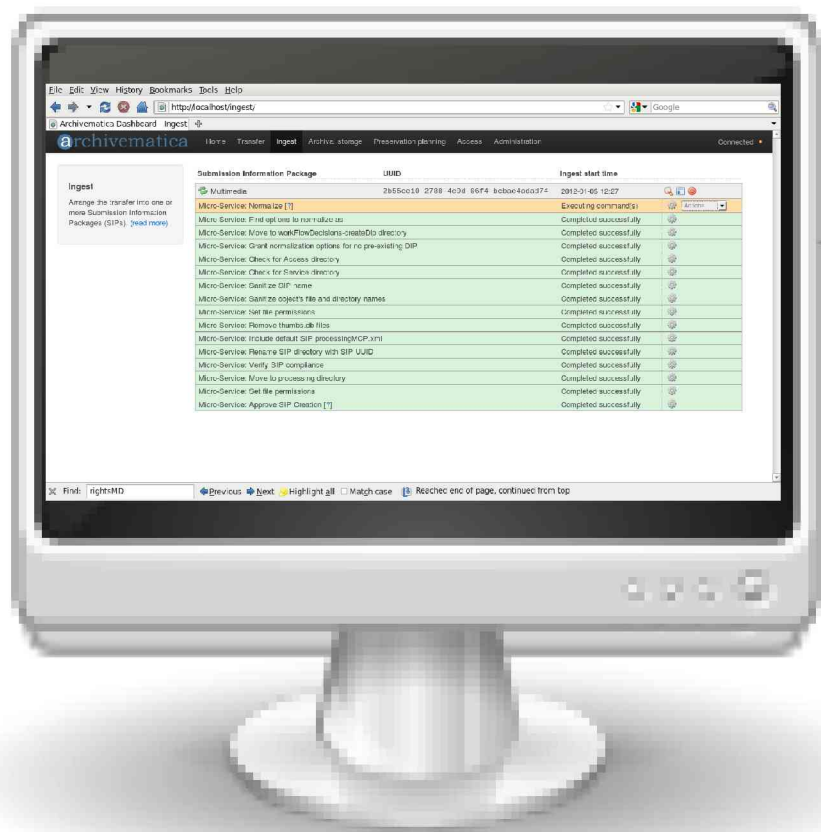 File Edit View History Bookmarks Tools Help
http://localhost/ingest/ Google
Archivematica Dashboard Ingest
archivematica Home Transfer Ingest Archival storage Preservation planning Access Administration Connected
Submission Information Package UUID Ingest start time
Ingest
Arrange the transfer into one or
more Submission Information
Packages (SIPs). (read more)
Multimedia 2012-01-05 12:27
Micro-Service: Normalize [?] Executing command(s) Actions
Micro-Service: Find options to normalize as Completed successfully
Micro-Service: Move to workFlowDecisions-createDip directory Completed successfully
Micro-Service: Grant normalization options for no pre-existing DIP Completed successfully
Micro-Service: Check for Access directory Completed successfully
Micro-Service: Check for Service directory Completed successfully
Micro-Service: Sanitize SIP name Completed successfully
Micro-Service: Sanitize object's file and directory names Completed successfully
Micro-Service: Set file permissions Completed successfully
Micro-Service: Remove thumbs.db files Completed successfully
Micro-Service: Include default SIP processingMCP.xml Completed successfully
Micro-Service: Rename SIP directory with SIP UUID Completed successfully
Micro-Service: Verify SIP compliance Completed successfully
Micro-Service: Move to processing directory Completed successfully
Micro-Service: Set file permissions Completed successfully
Micro-Service: Approve SIP Creation [?] Completed successfully
Find: rightsMD Previous Next Highlight all Match case Reached end of page, continued from top